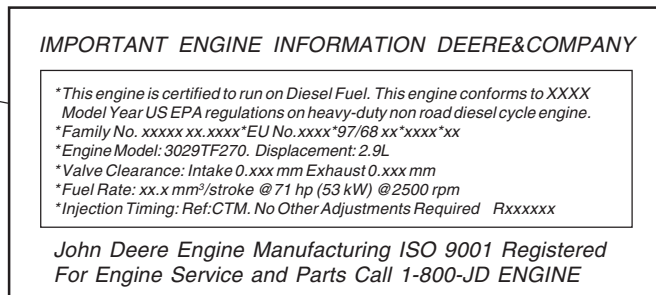 IMPORTANT ENGINE INFORMATION DEERE&COMPANY
*This engine is certified to run on Diesel Fuel. This engine conforms to XXXX
Model Year US EPA regulations on heavy-duty non road diesel cycle engine.
*Family No. xxxxx xx.xxxx*EU No.xxxx*97/68 xx*xxxx*xx
*Engine Model: 3029TF270. Displacement: 2.9L
*Valve Clearance: Intake 0.xxx mm Exhaust 0.xxx mm
*Fuel Rate: xx.x mm³/stroke @ 71 hp (53 kW) @2500 rpm
*Injection Timing: Ref:CTM. No Other Adjustments Required Rxxxxxx
John Deere Engine Manufacturing ISO 9001 Registered
For Engine Service and Parts Call 1-800-JD ENGINE